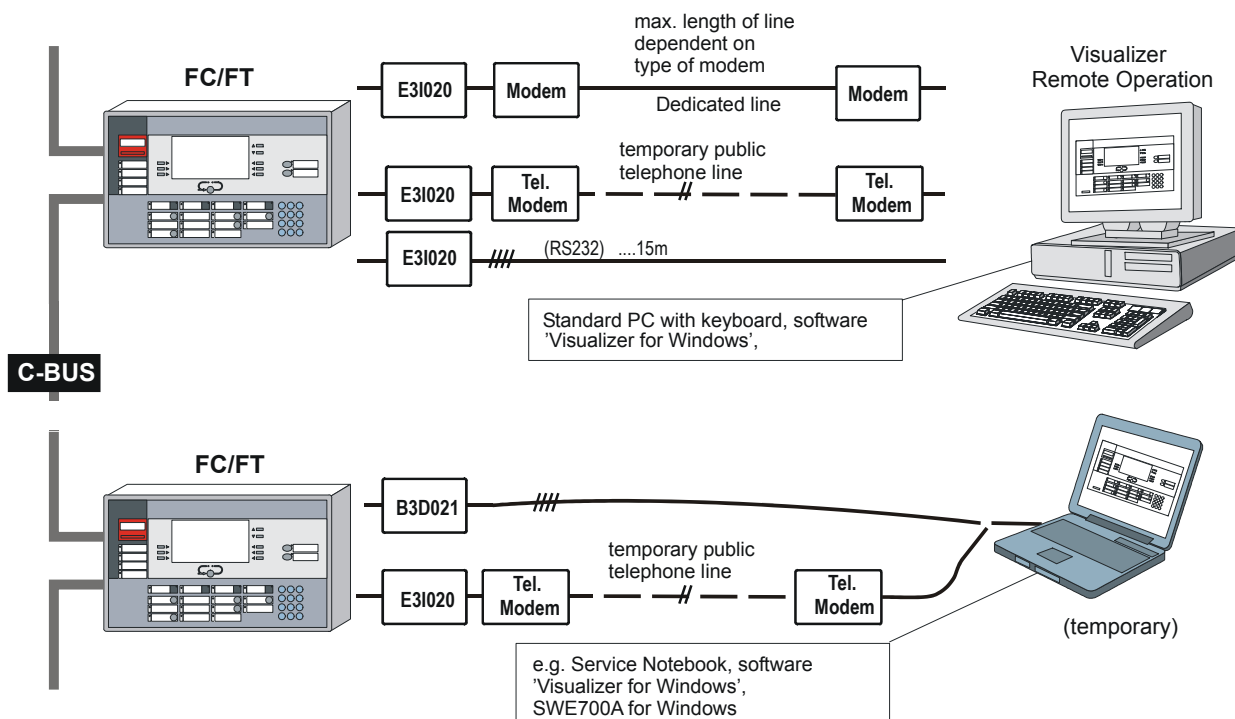 max. length of line
dependent on
type of modem
Visualizer
Remote Operation
FC/FT
E3I020
Modem
Dedicated line
Modem
temporary public
telephone line
E3I020
Tel.
Modem
Tel.
Modem
E3I020
(RS232) ....15m
Standard PC with keyboard, software
'Visualizer for Windows',
C-BUS
FC/FT
B3D021
temporary public
telephone line
E3I020
Tel.
Modem
Tel.
Modem
(temporary)
e.g. Service Notebook, software
'Visualizer for Windows',
SWE700A for Windows